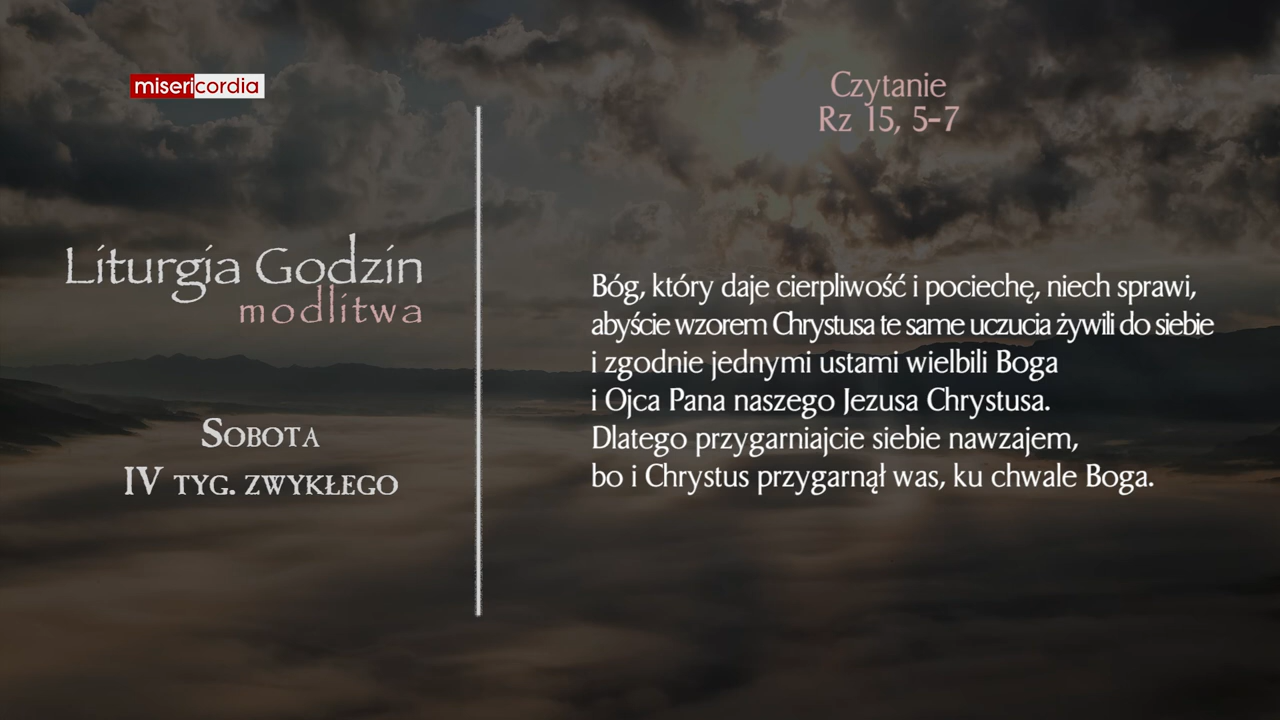 misericordia
Liturgia Godzin
modlitwa
Sobota
IV tyg. zwykłego
Czytanie
Rz 15, 5-7
Bóg, który daje cierpliwość i pociechę, niech sprawi,
abyście wzorem Chrystusa te same uczucia żywili do siebie
i zgodnie jednymi ustami wielbili Boga
i Ojca Pana naszego Jezusa Chrystusa.
Dlatego przygarniajcie siebie nawzajem,
bo i Chrystus przygarnął was, ku chwale Boga.